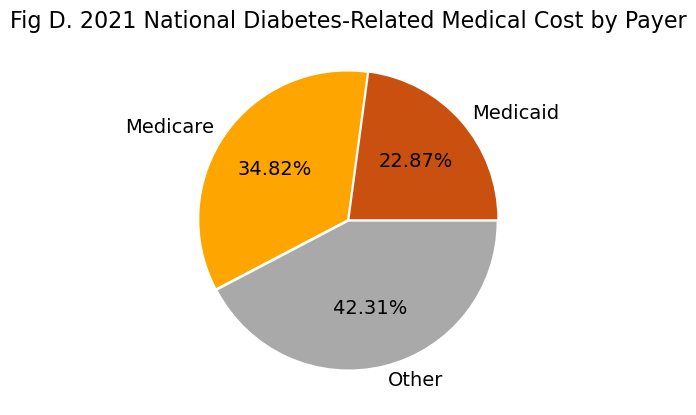 Fig D. 2021 National Diabetes-Related Medical Cost by Payer
Medicare
Medicaid
34.82%
22.87%
42.31%
Other